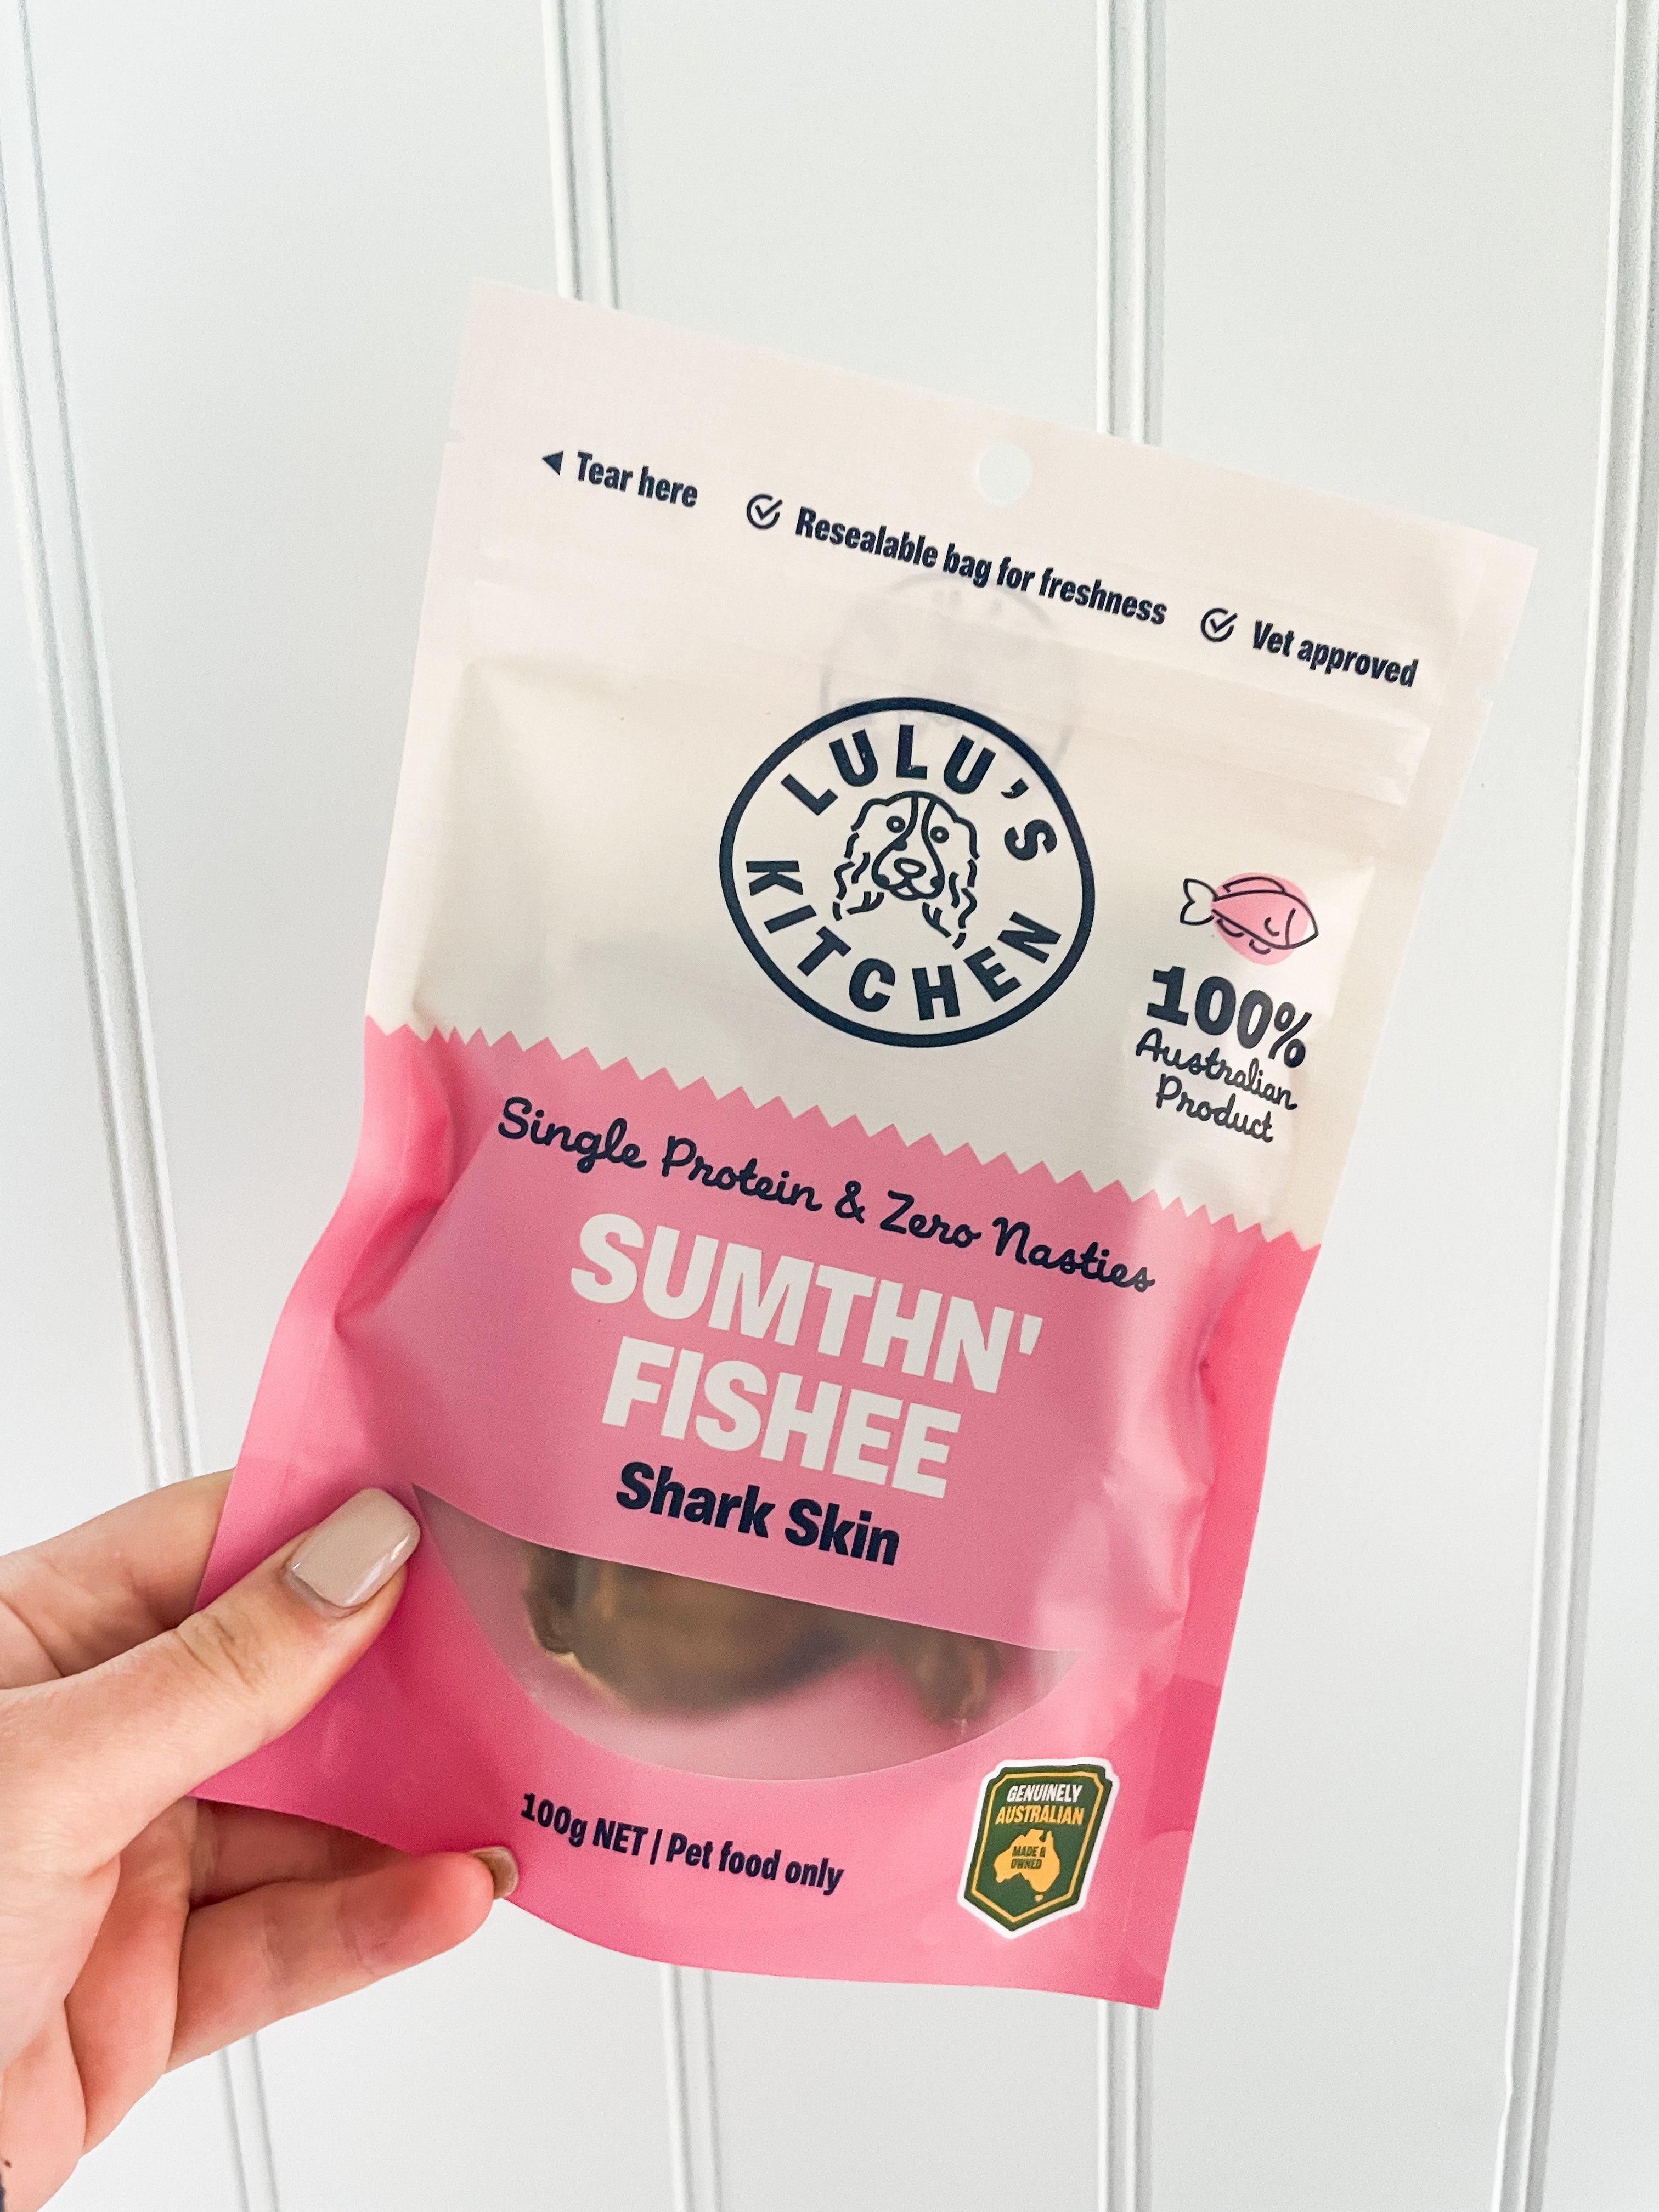 ◀ Tear here
Resealable bag for freshness
Vet approved
LULU'S
KITCHEN
100%
Australian
Product
Single Protein & Zero Nasties
SUMTHN'
FISHEE
Shark Skin
100g NET | Pet food only
GENUINELY
AUSTRALIAN
MADE &
OWNED